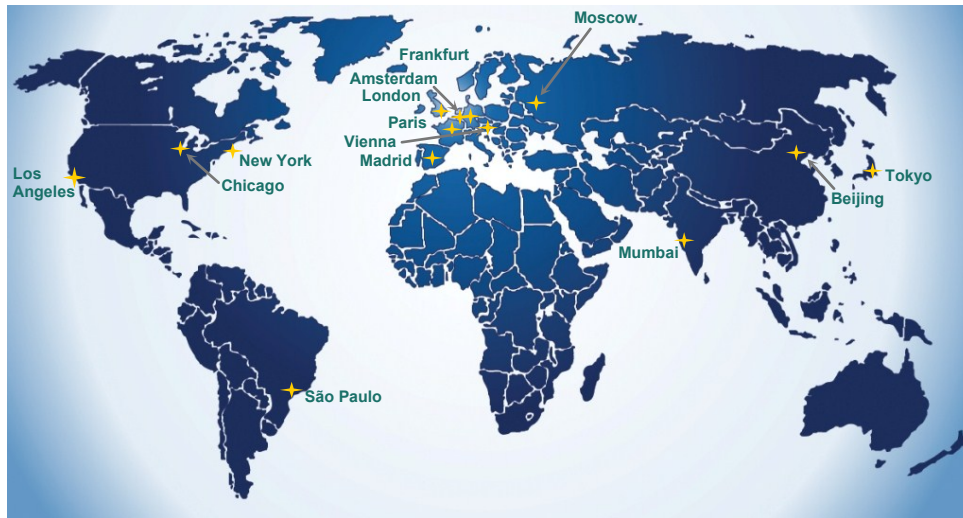 Moscow
Frankfurt
Amsterdam
London
Paris
Vienna
Madrid
New York
Chicago
Los
Angeles
Tokyo
Beijing
Mumbai
São Paulo